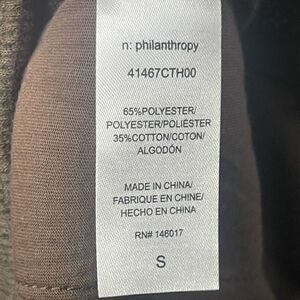 n: philanthropy
41467CTH00
65%POLYESTER/
POLYESTER/POLIÉSTER
35%COTTON/COTON/
ALGODÓN
MADE IN CHINA/
FABRIQUE EN CHINE/
HECHO EN CHINA
RN# 146017
S